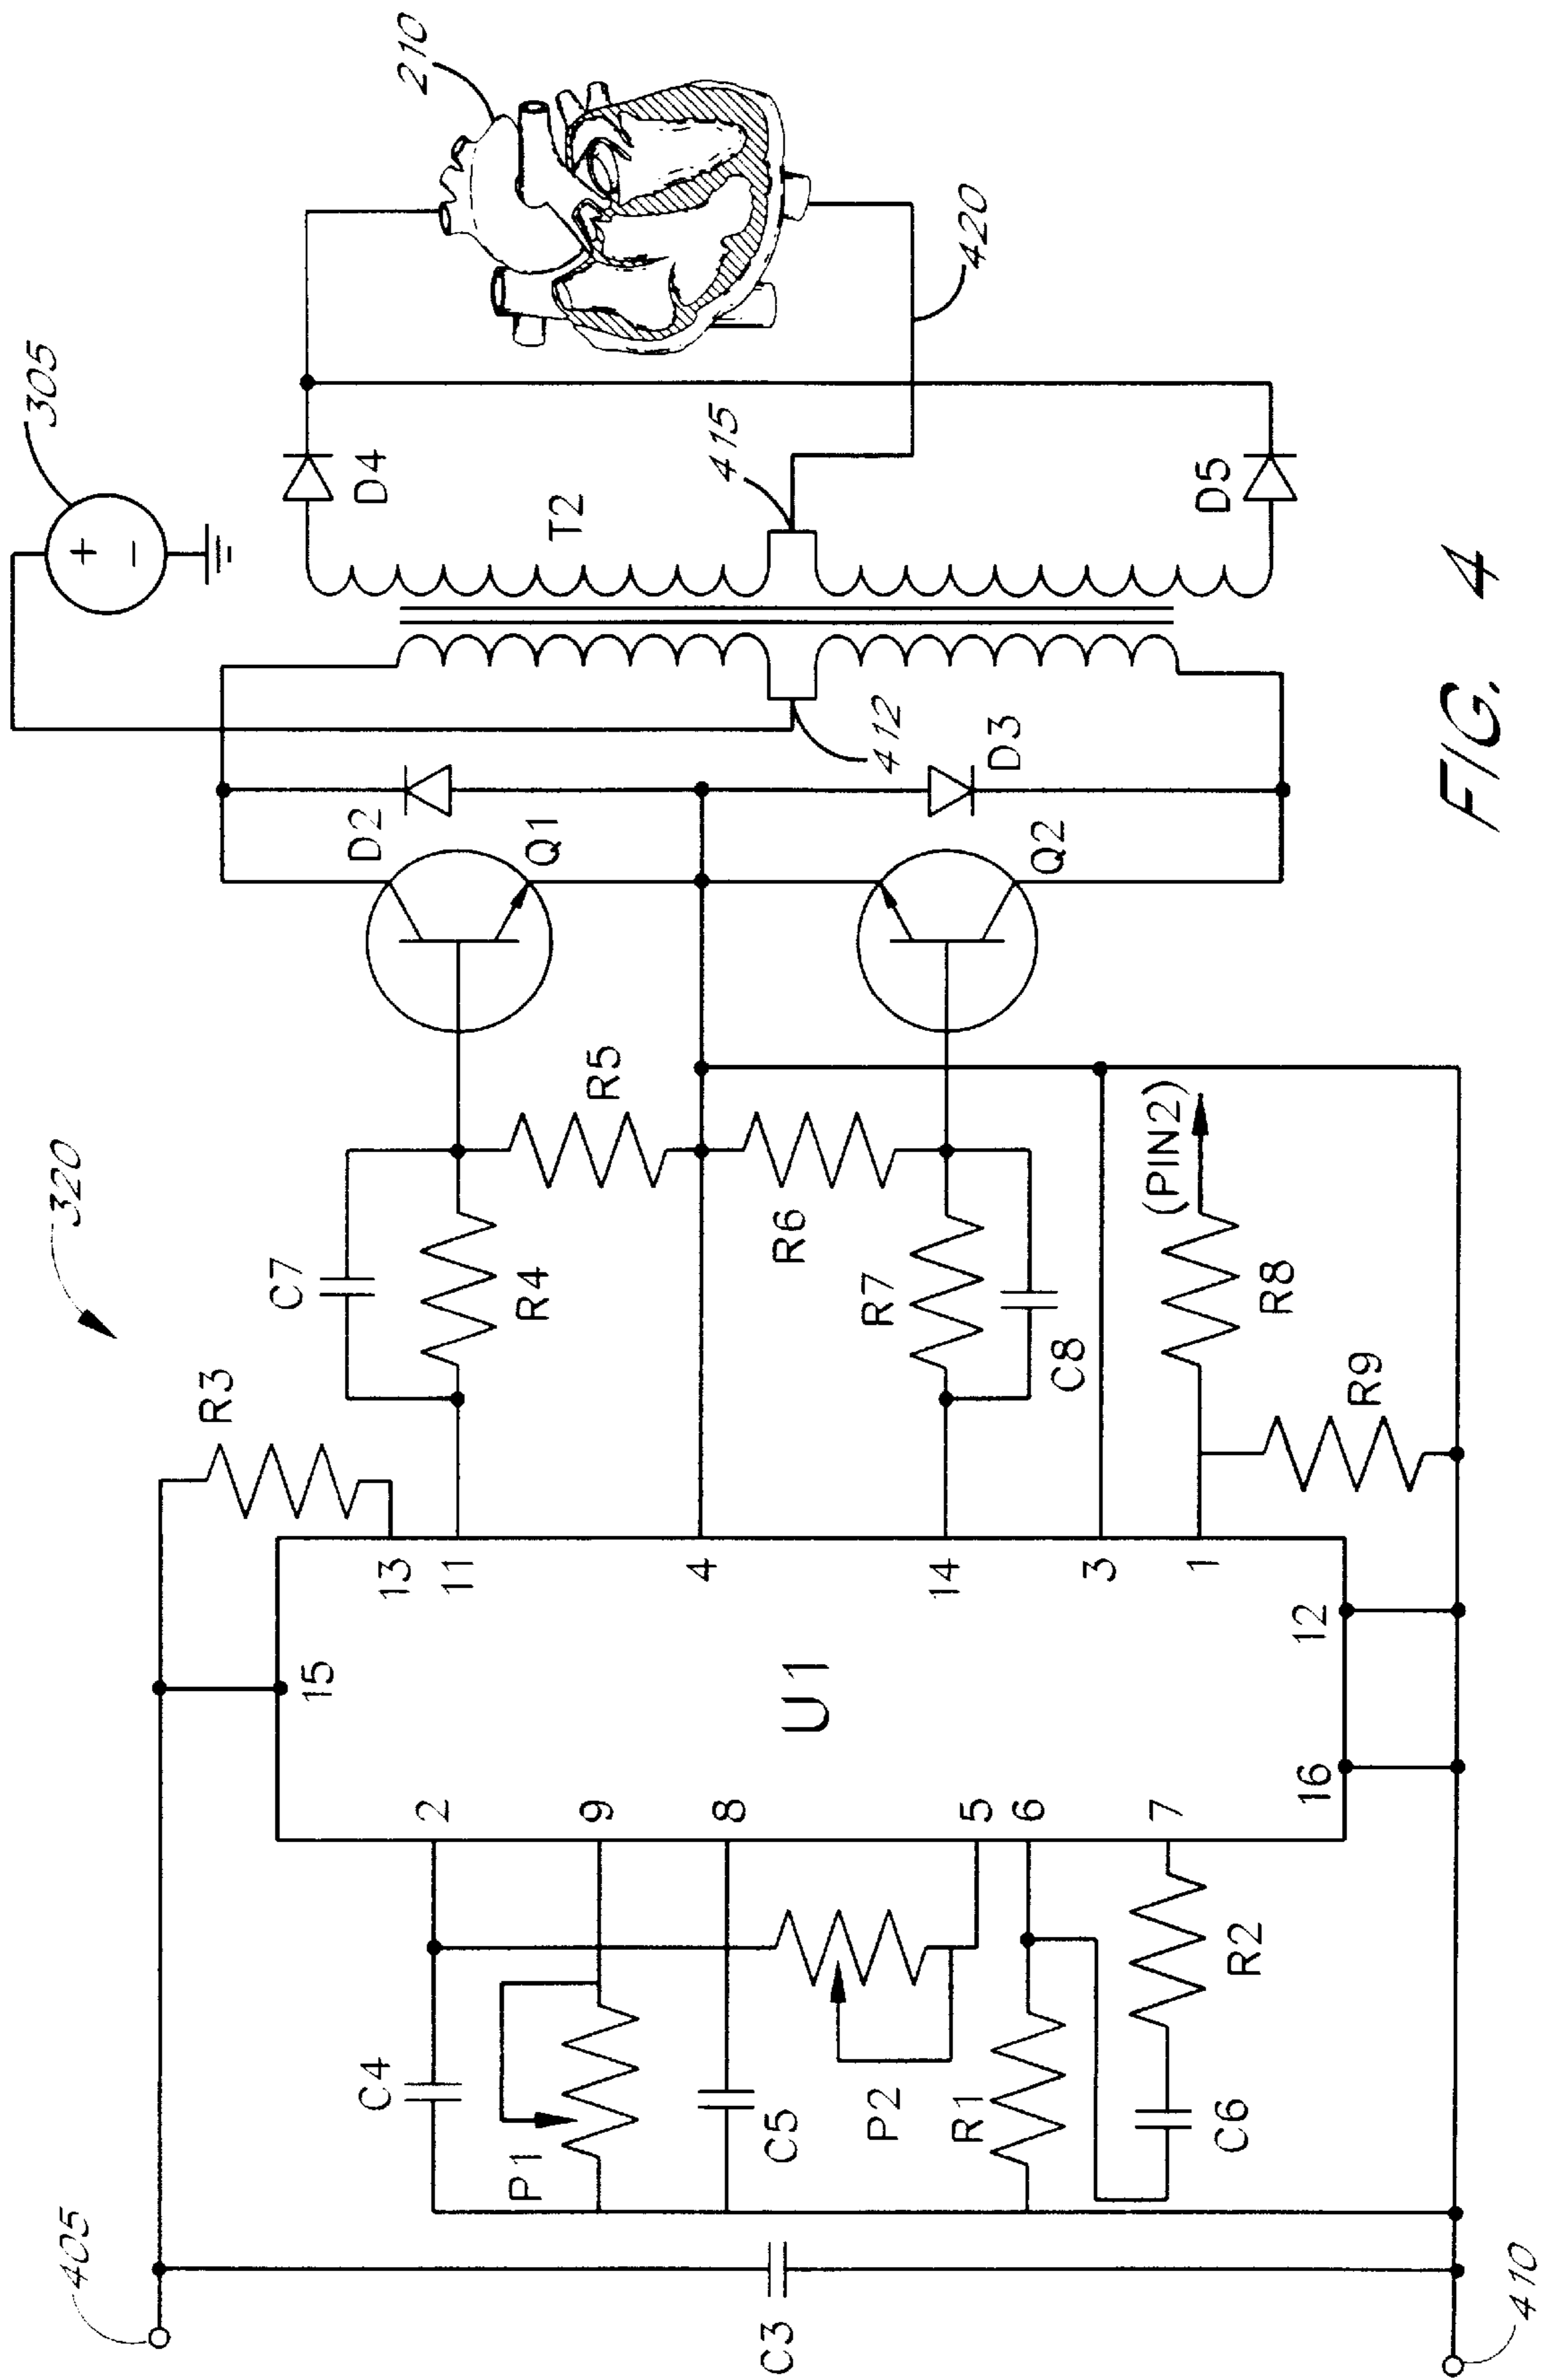 320
305
210
405
R3
C7
D2
D4
15
13
11
R4
Q1
C4
2
R5
T2
P1
9
4
412
415
C3
C5
8
U1
R6
420
P2
R7
14
Q2
D3
D5
R1
5
6
C8
3
(PIN2)
C6
R2
7
1
R8
16
12
R9
410
FIG. 4